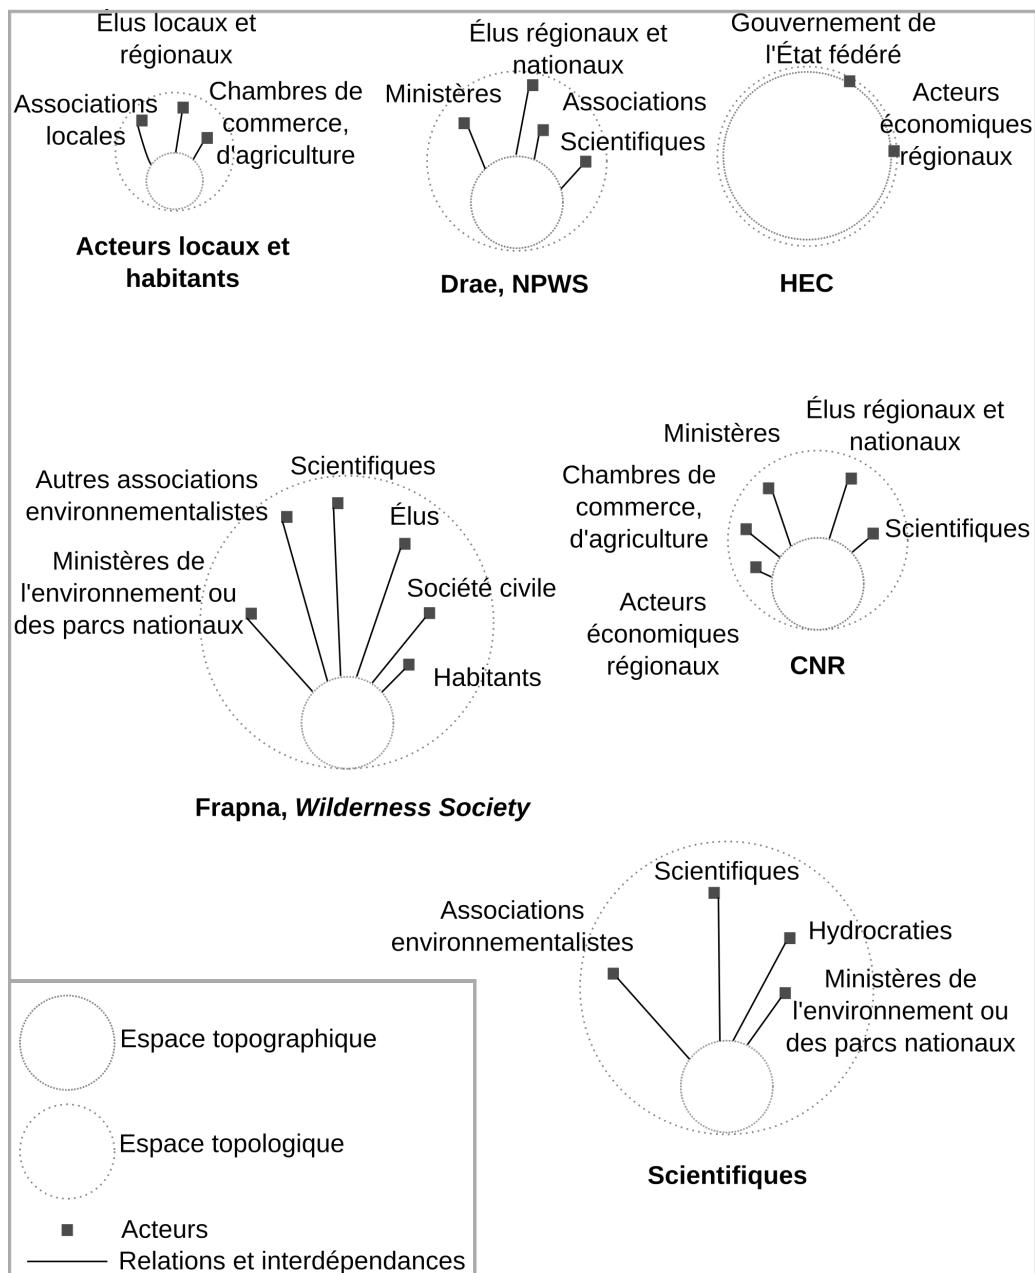 Élus locaux et
régionaux
Associations
locales
Chambres de
commerce,
d'agriculture
Acteurs locaux et
habitants
Élus régionaux et
nationaux
Ministères
Associations
Scientifiques
Drae, NPWS
Gouvernement de
l'État fédéré
Acteurs
économiques
régionaux
HEC
Autres associations
environnementalistes
Scientifiques
Élus
Ministères de
l'environnement ou
des parcs nationaux
Société civile
Habitants
Frapna, Wilderness Society
Ministères
Élus régionaux et
nationaux
Chambres de
commerce,
d'agriculture
Scientifiques
Acteurs
économiques
régionaux
CNR
Scientifiques
Associations
environnementalistes
Hydrocraties
Ministères de
l'environnement ou
des parcs nationaux
Scientifiques
Espace topographique
Espace topologique
Acteurs
Relations et interdépendances